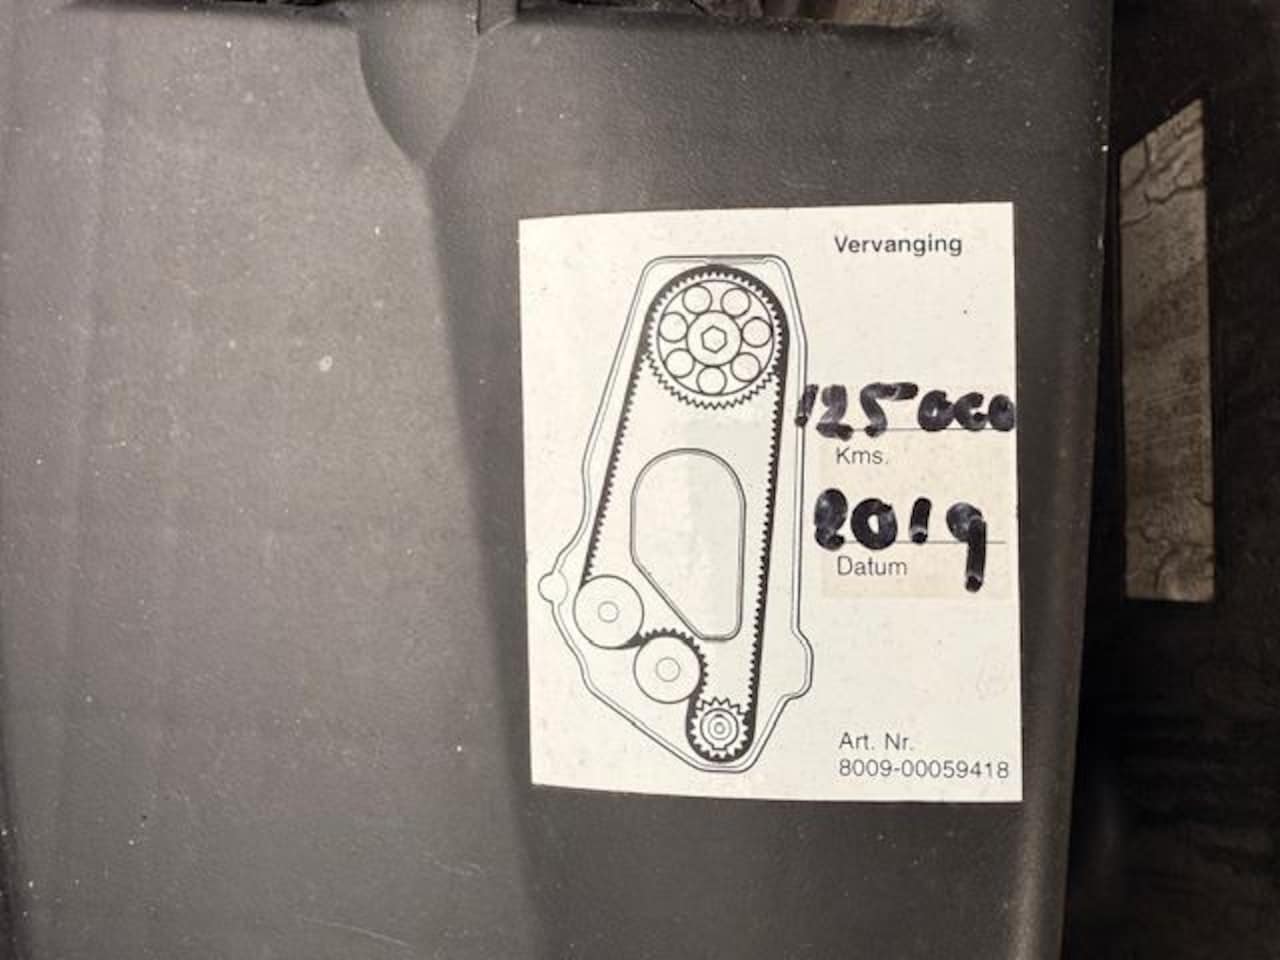 Vervanging
125000
Kms.
2019
Datum
Art. Nr.
8009-00059418